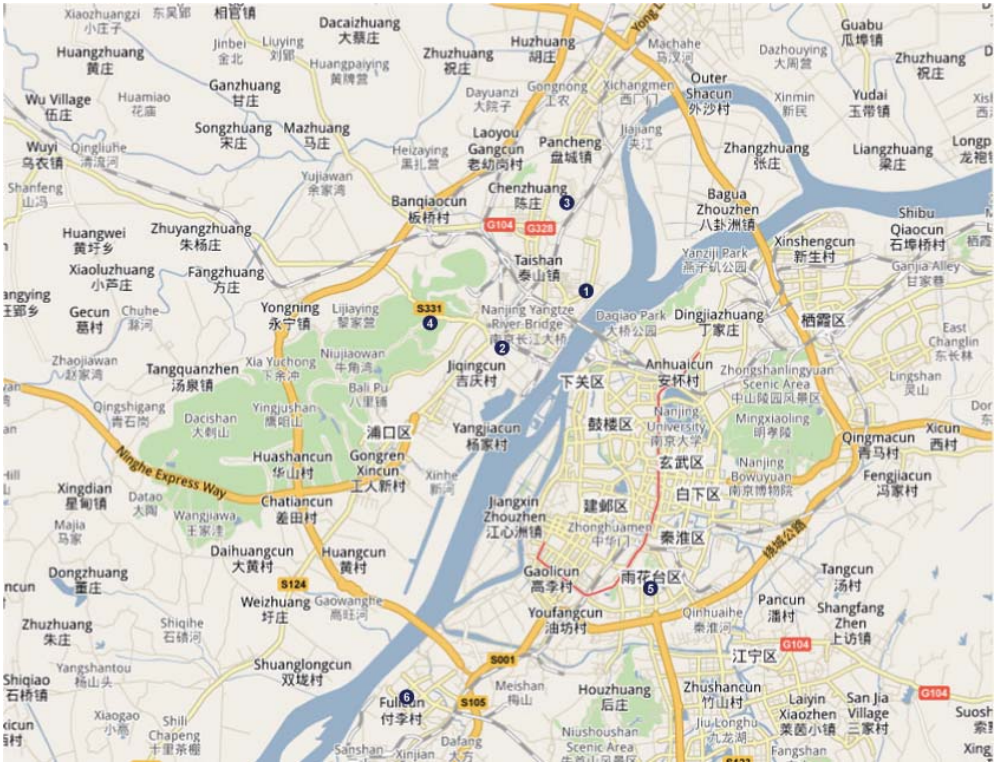 Xiaozhuangzi
小庄子
东吴郢
相官镇
Dacaizhuang
大蔡庄
Yong L
Guabu
瓜埠镇
Huangzhuang
黄庄
Jinbei
金北
Liuying
刘郢
Huangpaiying
黄牌营
Zhuzhuang
祝庄
Huzhuang
胡庄
Machahe
马汊河
Dazhouying
大周营
Zhuzhuang
祝庄
Wu Village
伍庄
Huamiao
花庙
Ganzhuang
甘庄
Dayuanzi
大院子
Gongnong
工农
Xichangmen
西厂门
Outer
Shacun
外沙村
Xinmin
新民
Yudai
玉带镇
Wuyi
乌衣镇
Qingliuhe
清流河
Songzhuang
宋庄
Mazhuang
马庄
Heizaying
黑扎营
Laoyou
Gangcun
老幼岗村
Pancheng
盘城镇
Jiajiang
夹江
Zhangzhuang
张庄
Liangzhuang
梁庄
Longp
龙袍
Shanfeng
山冯
Yujiawan
余家湾
Chenzhuang
陈庄
3
Banqiaocun
板桥村
G104
G328
Bagua
Zhouzhen
八卦洲镇
Shibu
Qiaocun
石埠桥村
Huangwei
黄圩乡
Zhuyangzhuang
朱杨庄
Xinshengcun
新生村
栖霞
Xiaoluzhuang
小芦庄
Fangzhuang
方庄
Taishan
泰山镇
Yanziji Park
燕子矶公园
Ganjia Alley
甘家巷
angying
王郢乡
Gecun
葛村
Chuhe
滁河
Yongning
永宁镇
Lijiaying
黎家营
S331
4
1
Nanjing Yangtze
River Bridge
南京长江大桥
2
Daqiao Park
大桥公园
Dingjiazhuang
丁家庄
栖霞区
East
Changlin
东长林
Zhaojiawan
赵家湾
Tangquanzhen
汤泉镇
Xia Yuchong
下余冲
Niujiaowan
牛角湾
Jiqingcun
吉庆村
Anhuaicun
安怀村
Zhongshanlingyuan
Scenic Area
中山陵园风景区
Lingshan
灵山
Qingshigang
青石岗
Dacishan
大刺山
Yingjushan
鹰咀山
Bali Pu
八里铺
浦口区
下关区
鼓楼区
Nanjing
University
南京大学
Mingxiaoling
明孝陵
Yangjiacun
杨家村
Qingmacun
青马村
Xicun
西村
Ninghe Express Way
Huashancun
华山村
Gongren
Xincun
工人新村
Xinhe
新河
玄武区
Nanjing
Bowuyuan
南京博物院
Fengjiacun
冯家村
Hill
Xingdian
星甸镇
Datao
大陶
Wangjiawa
王家洼
Chatiancun
差田村
Jiangxin
Zhouzhen
江心洲镇
建邺区
白下区
Majia
马家
Zhonghuamen
中华门
秦淮区
绕城公路
Daihuangcun
大黄村
Huangcun
黄村
Dongzhuang
董庄
S124
Gaolicun
高李村
雨花台区
5
Tangcun
汤村
Weizhuang
圩庄
Gaowanghe
高旺河
Youfangcun
油坊村
Qinhuaihe
秦淮河
Pancun
潘村
Shangfang
Zhen
上访镇
Zhuzhuang
朱庄
Shiqihe
石碛河
G104
Yangshantou
杨山头
Shuanglongcun
双垅村
S001
江宁区
Shiqiao
石桥镇
6
付李村
S105
Meishan
梅山
Houzhuang
后庄
Zhushancun
竹山村
Laiyin
Xiaozhen
莱茵小镇
San Jia
Village
三家村
G104
Xiaogao
小高
Shili
Chapeng
十里茶棚
Jiu Longhu
九龙湖
Niushoushan
Scenic Area
Sanshan
Xinjian
Dafang
Fangshan